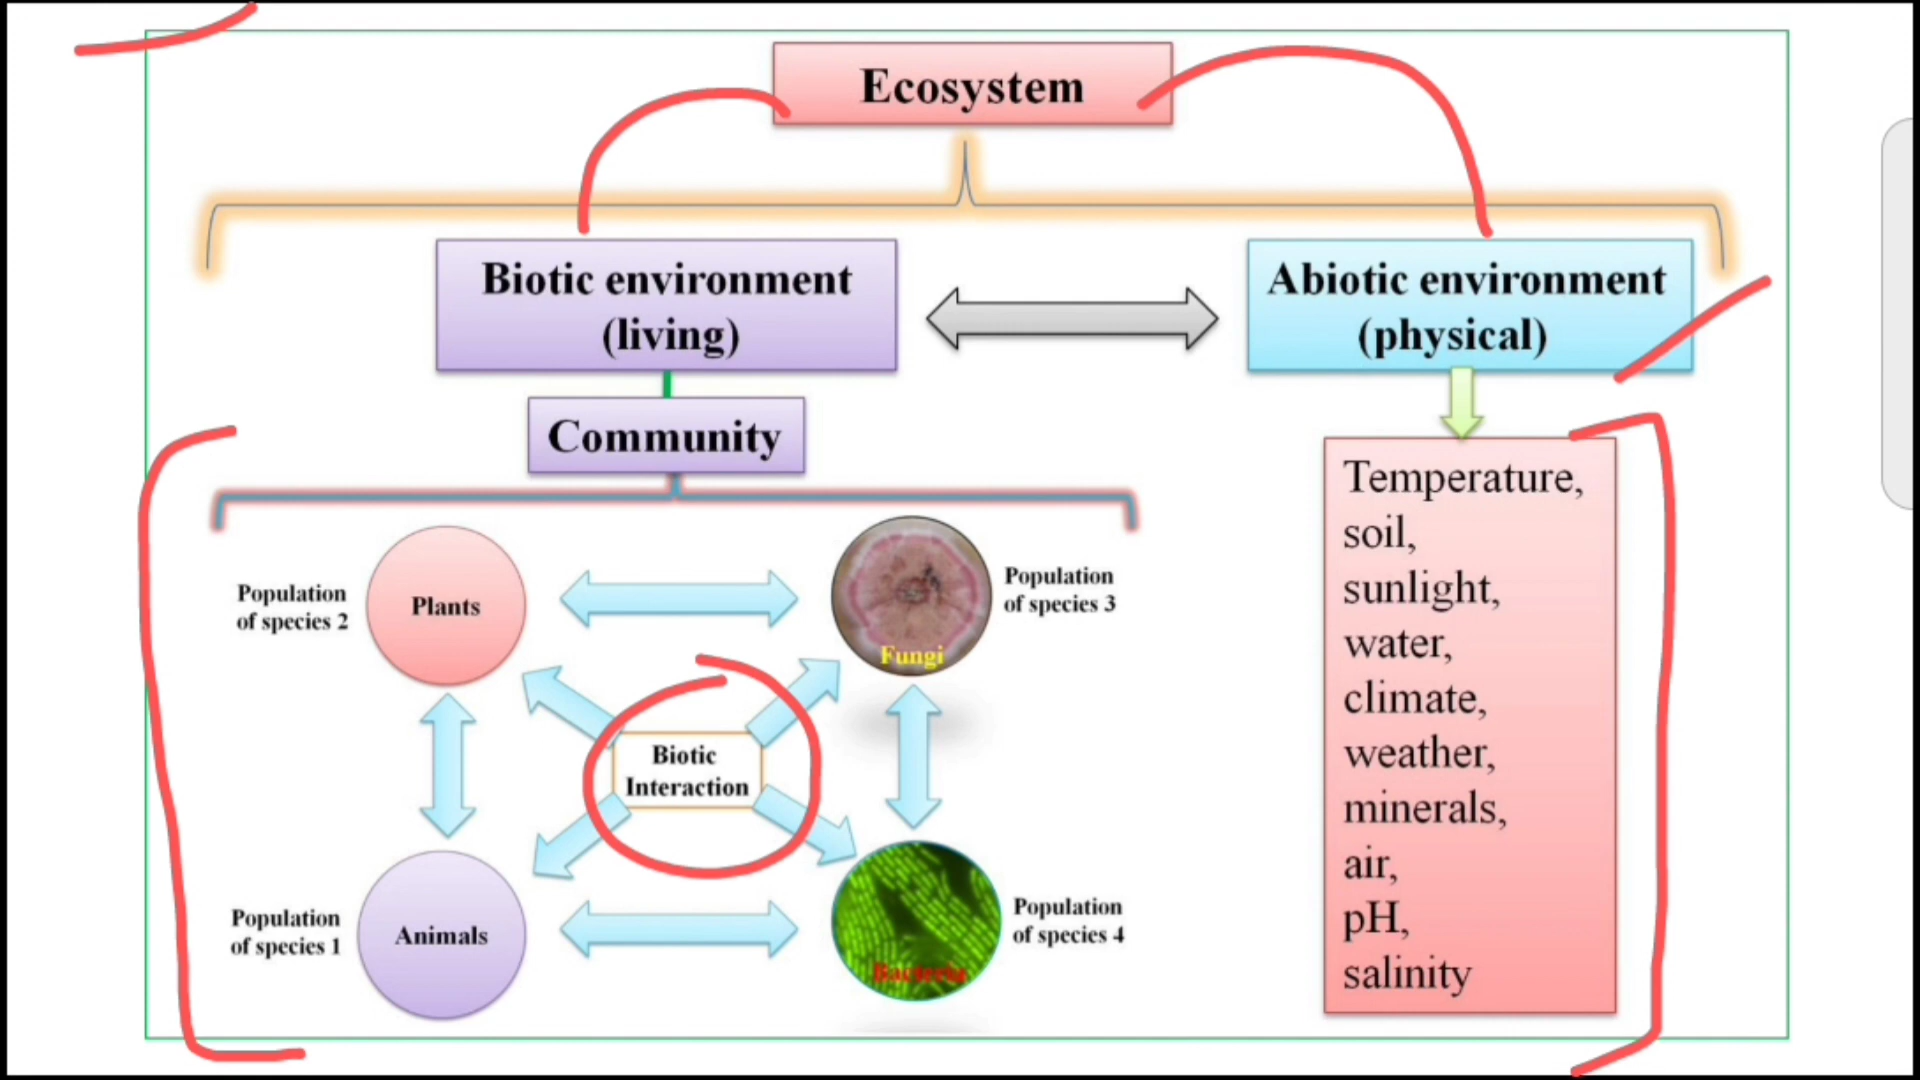 Ecosystem
Biotic environment
(living)
Abiotic environment
(physical)
Community
Population
of species 2
Plants
Fungi
Population
of species 3
Biotic
Interaction
Population
of species 1
Animals
Bacteria
Population
of species 4
Temperature,
soil,
sunlight,
water,
climate,
weather,
minerals,
air,
pH,
salinity